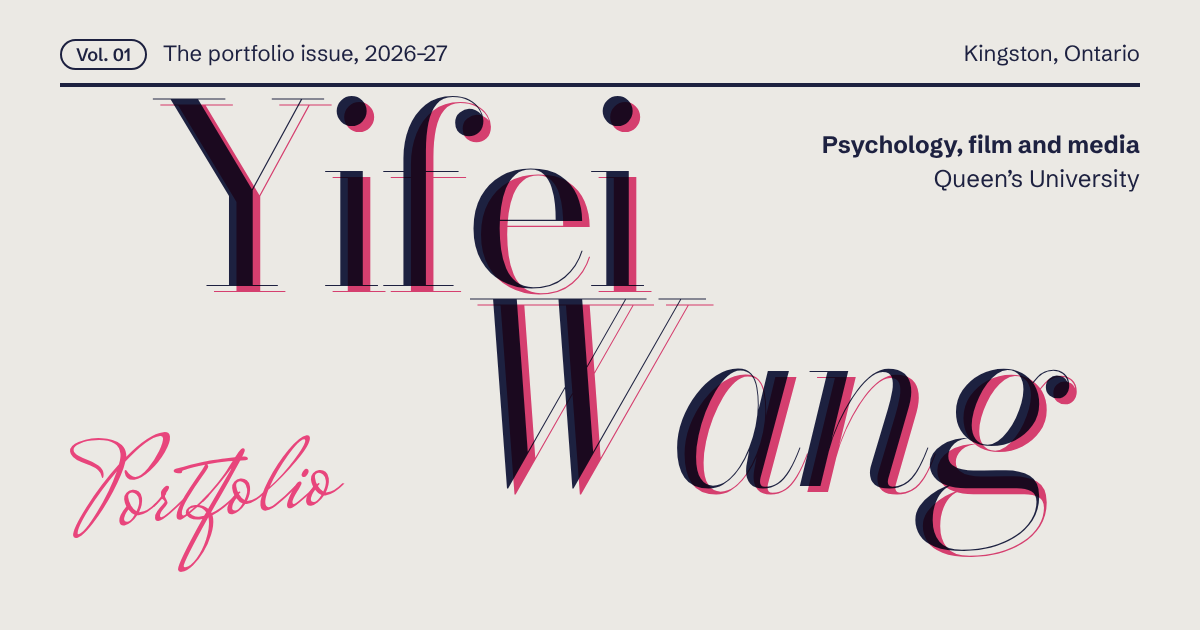 Vol. 01 The portfolio issue, 2026–27
Kingston, Ontario
Yifei
Psychology, film and media
Queen’s University
Wang
Portfolio